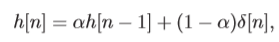 h[n] = αh[n − 1] + (1 − α)δ[n],